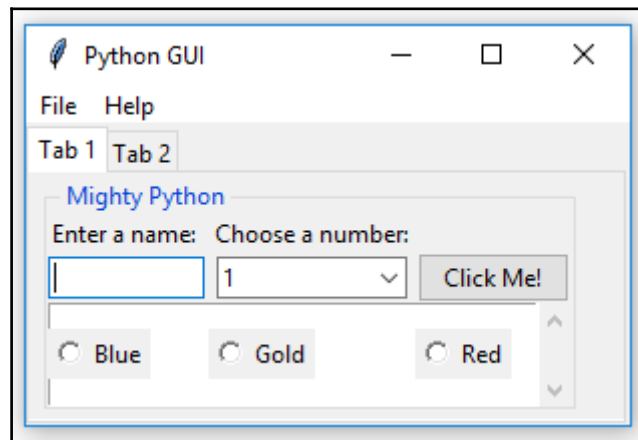 Python GUI
File Help
Tab 1 Tab 2
Mighty Python
Enter a name: Choose a number:
1 Click Me!
Blue Gold Red